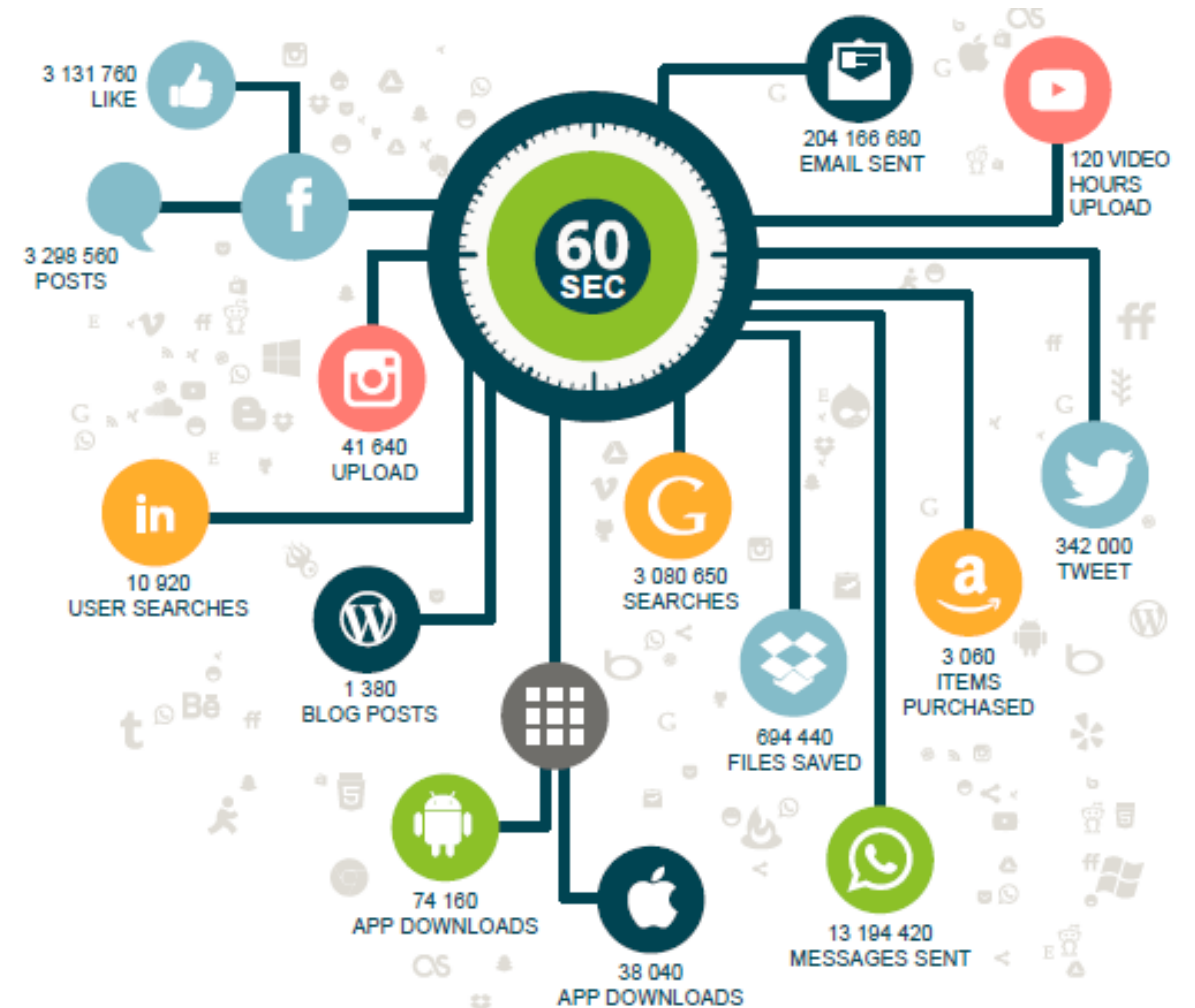 3 131 760
LIKE
3 298 560
POSTS
f
60
SEC
204 166 680
EMAIL SENT
120 VIDEO
HOURS
UPLOAD
41 640
UPLOAD
in
10 920
USER SEARCHES
W
1 380
BLOG POSTS
G
3 080 650
SEARCHES
342 000
TWEET
a
3 060
ITEMS
PURCHASED
694 440
FILES SAVED
74 160
APP DOWNLOADS
38 040
APP DOWNLOADS
13 194 420
MESSAGES SENT